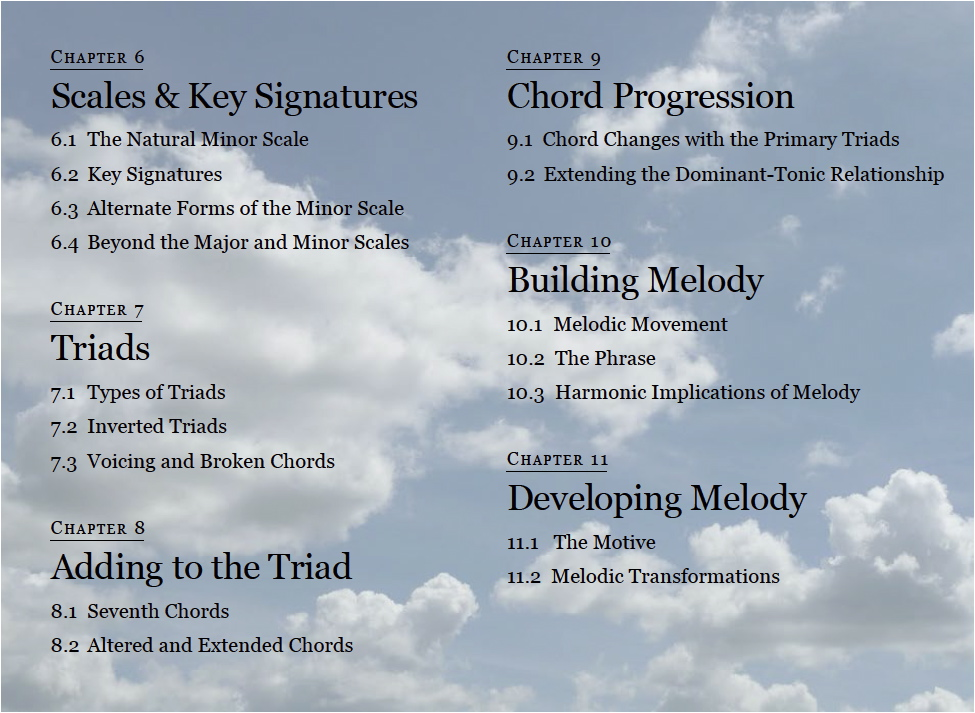 Chapter 6
Scales & Key Signatures
6.1 The Natural Minor Scale
6.2 Key Signatures
6.3 Alternate Forms of the Minor Scale
6.4 Beyond the Major and Minor Scales
Chapter 7
Triads
7.1 Types of Triads
7.2 Inverted Triads
7.3 Voicing and Broken Chords
Chapter 8
Adding to the Triad
8.1 Seventh Chords
8.2 Altered and Extended Chords
Chapter 9
Chord Progression
9.1 Chord Changes with the Primary Triads
9.2 Extending the Dominant-Tonic Relationship
Chapter 10
Building Melody
10.1 Melodic Movement
10.2 The Phrase
10.3 Harmonic Implications of Melody
Chapter 11
Developing Melody
11.1 The Motive
11.2 Melodic Transformations